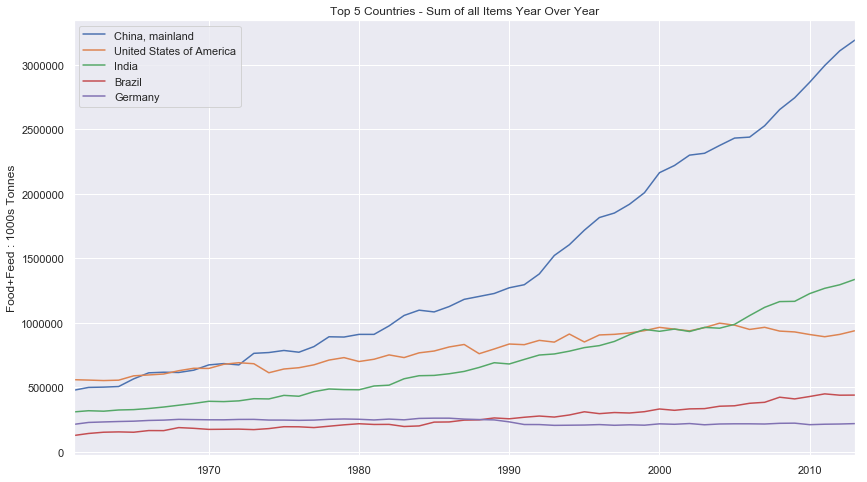 Top 5 Countries - Sum of all Items Year Over Year
China, mainland
United States of America
India
Brazil
Germany
Food+Feed : 1000s Tonnes
3000000
2500000
2000000
1500000
1000000
500000
0
1970
1980
1990
2000
2010